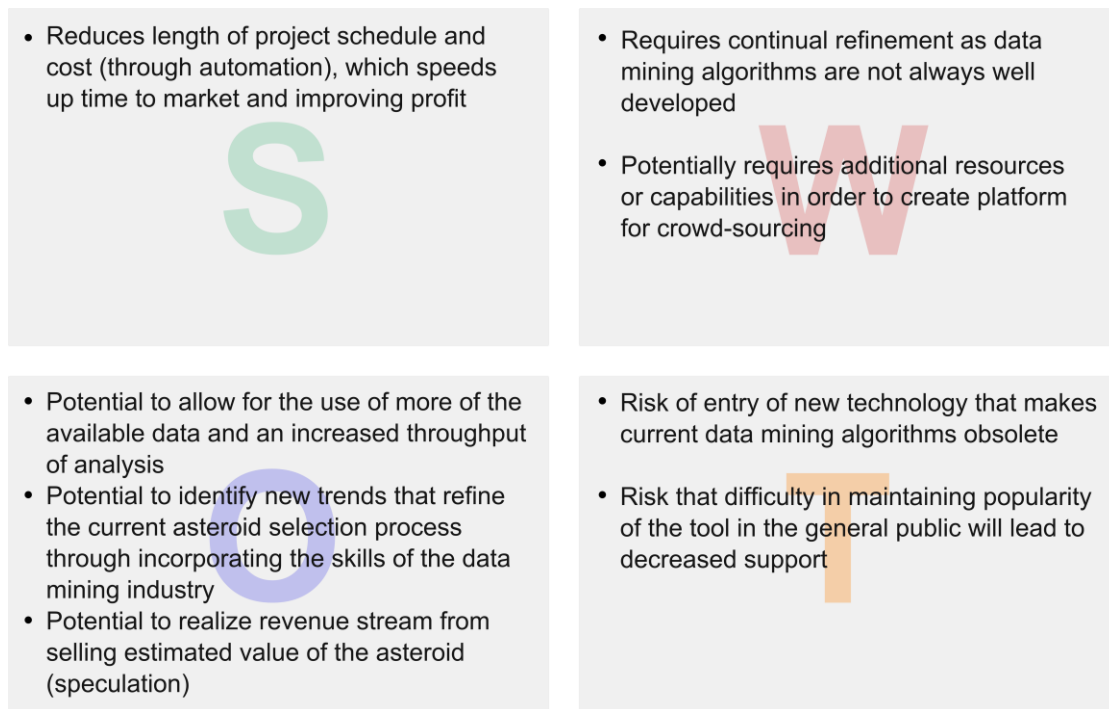 • Reduces length of project schedule and
cost (through automation), which speeds
up time to market and improving profit
S
• Requires continual refinement as data
mining algorithms are not always well
developed
• Potentially requires additional resources
or capabilities in order to create platform
for crowd-sourcing
W
• Potential to allow for the use of more of the
available data and an increased throughput
of analysis
• Potential to identify new trends that refine
the current asteroid selection process
through incorporating the skills of the data
mining industry
• Potential to realize revenue stream from
selling estimated value of the asteroid
(speculation)
O
• Risk of entry of new technology that makes
current data mining algorithms obsolete
• Risk that difficulty in maintaining popularity
of the tool in the general public will lead to
decreased support
T